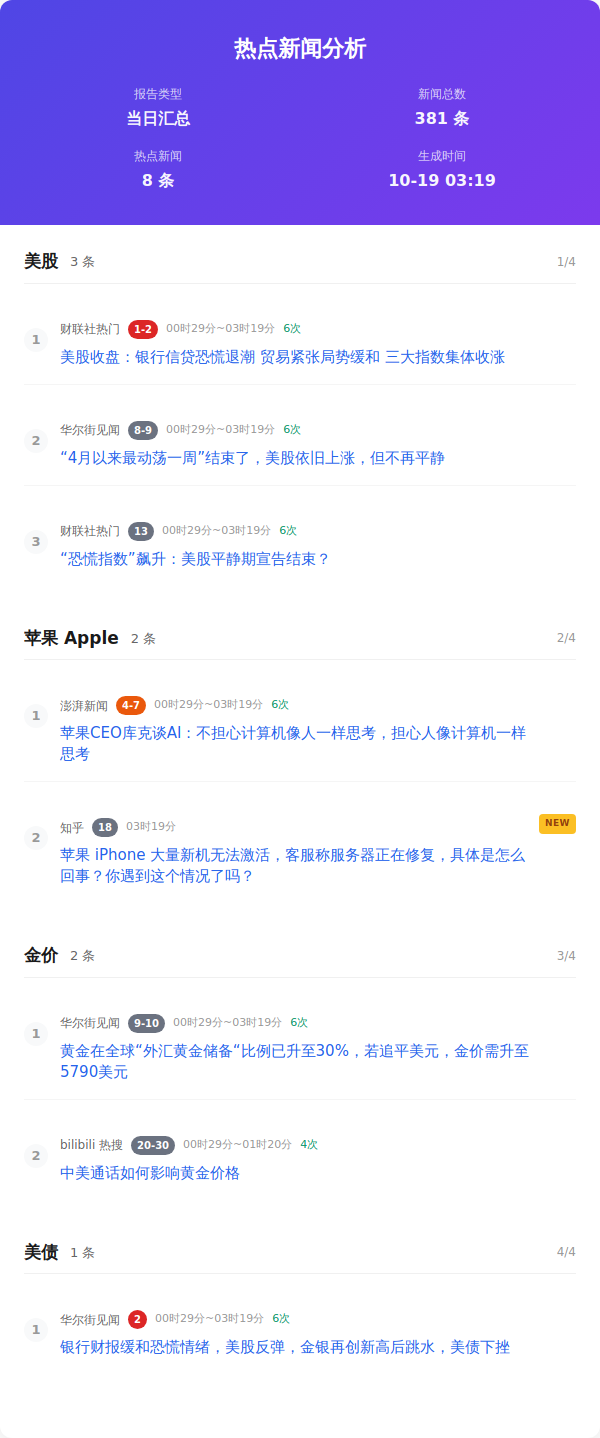 热点新闻分析
报告类型 新闻总数
当日汇总 381 条
热点新闻 生成时间
8 条 10-19 03:19
美股 3 条 1/4
1 财联社热门 1-2 00时29分~03时19分 6次
美股收盘：银行信贷恐慌退潮 贸易紧张局势缓和 三大指数集体收涨
2 华尔街见闻 8-9 00时29分~03时19分 6次
“4月以来最动荡一周”结束了，美股依旧上涨，但不再平静
3 财联社热门 13 00时29分~03时19分 6次
“恐慌指数”飙升：美股平静期宣告结束？
苹果 Apple 2 条 2/4
1 澎湃新闻 4-7 00时29分~03时19分 6次
苹果CEO库克谈AI：不担心计算机像人一样思考，担心人像计算机一样
思考
2 知乎 18 03时19分 NEW
苹果 iPhone 大量新机无法激活，客服称服务器正在修复，具体是怎么
回事？你遇到这个情况了吗？
金价 2 条 3/4
1 华尔街见闻 9-10 00时29分~03时19分 6次
黄金在全球“外汇黄金储备“比例已升至30%，若追平美元，金价需升至
5790美元
2 bilibili 热搜 20-30 00时29分~01时20分 4次
中美通话如何影响黄金价格
美债 1 条 4/4
1 华尔街见闻 2 00时29分~03时19分 6次
银行财报缓和恐慌情绪，美股反弹，金银再创新高后跳水，美债下挫